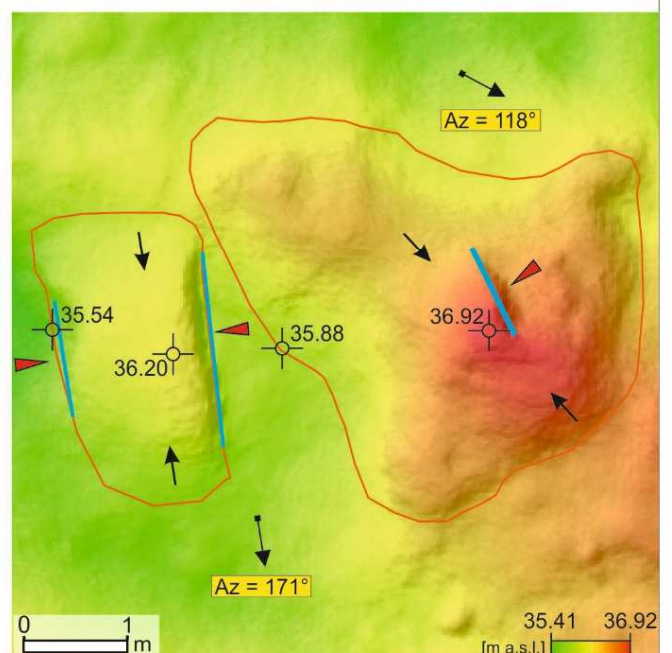 Az = 118°
35.54
35.88
36.92
36.20
Az = 171°
0 1
m
35.41 36.92
[m a.s.l.]